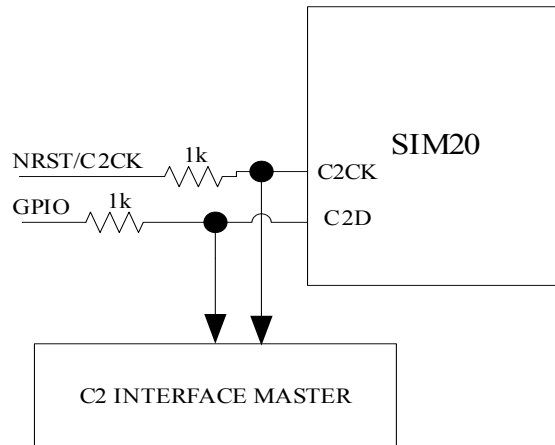 1k
NRST/C2CK
SIM20
C2CK
GPIO
1k
C2D
C2 INTERFACE MASTER